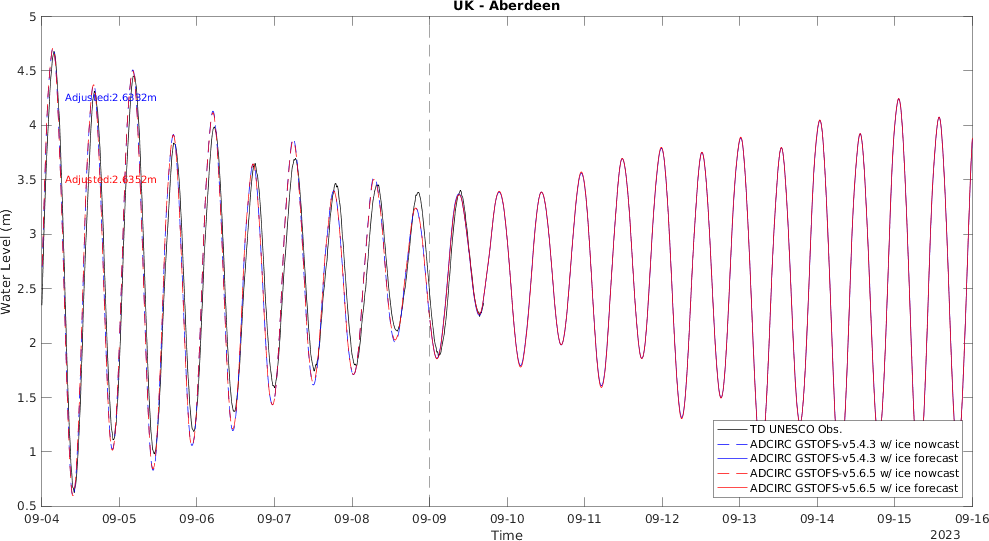 UK - Aberdeen
5
4.5
Adjusted:2.6332m
4
3.5
Adjusted:2.6352m
3
2.5
2
1.5
1
0.5
Water Level (m)
TD UNESCO Obs.
ADCIRC GSTOFS-v5.4.3 w/ ice nowcast
ADCIRC GSTOFS-v5.4.3 w/ ice forecast
ADCIRC GSTOFS-v5.6.5 w/ ice nowcast
ADCIRC GSTOFS-v5.6.5 w/ ice forecast
09-04 09-05 09-06 09-07 09-08 09-09 09-10 09-11 09-12 09-13 09-14 09-15 09-16
Time
2023